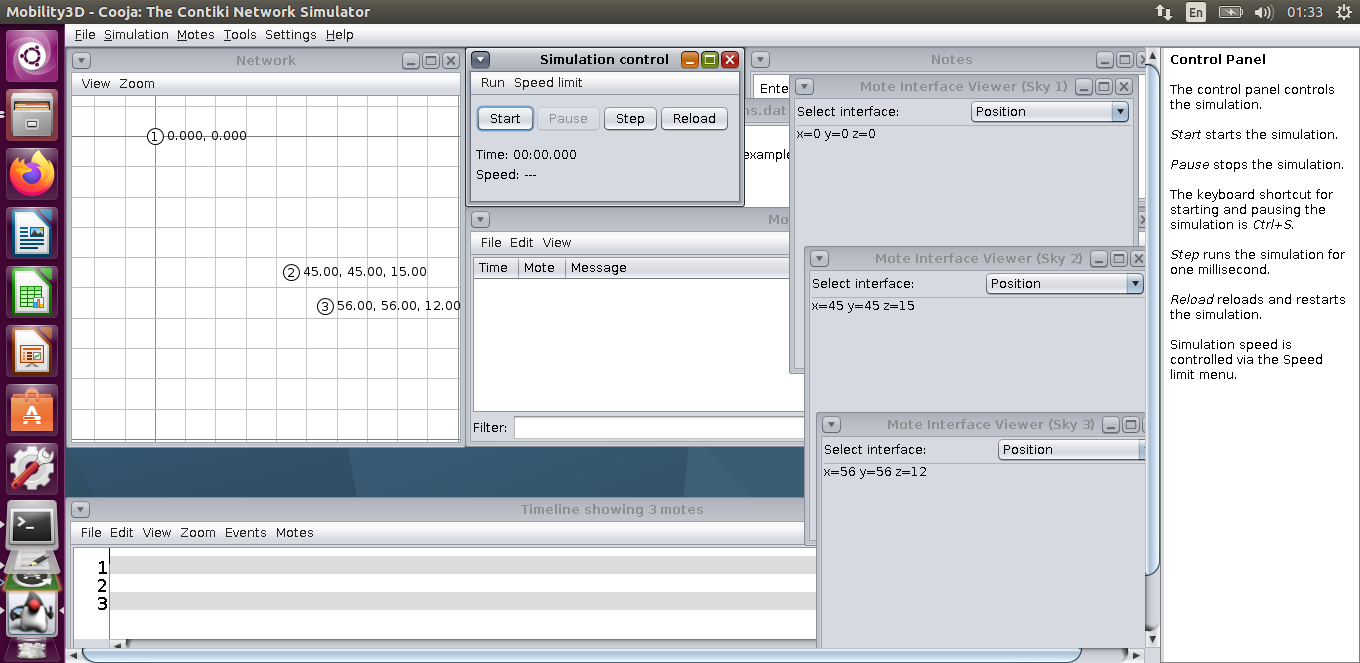 Mobility3D - Cooja: The Contiki Network Simulator
En
01:33
File Simulation Motes Tools Settings Help
Network
View Zoom
1 0.000, 0.000
2 45.00, 45.00, 15.00
3 56.00, 56.00, 12.00
Simulation control
Run Speed limit
Start Pause Step Reload
Time: 00:00.000
Speed: ---
Notes
Ente
ns.dat
example
Mo
File Edit View
Time Mote Message
Filter:
Mote Interface Viewer (Sky 1)
Select interface: Position
x=0 y=0 z=0
Mote Interface Viewer (Sky 2)
Select interface: Position
x=45 y=45 z=15
Mote Interface Viewer (Sky 3)
Select interface: Position
x=56 y=56 z=12
Timeline showing 3 motes
File Edit View Zoom Events Motes
1
2
3
Control Panel
The control panel controls
the simulation.
Start starts the simulation.
Pause stops the simulation.
The keyboard shortcut for
starting and pausing the
simulation is Ctrl+S.
Step runs the simulation for
one millisecond.
Reload reloads and restarts
the simulation.
Simulation speed is
controlled via the Speed
limit menu.